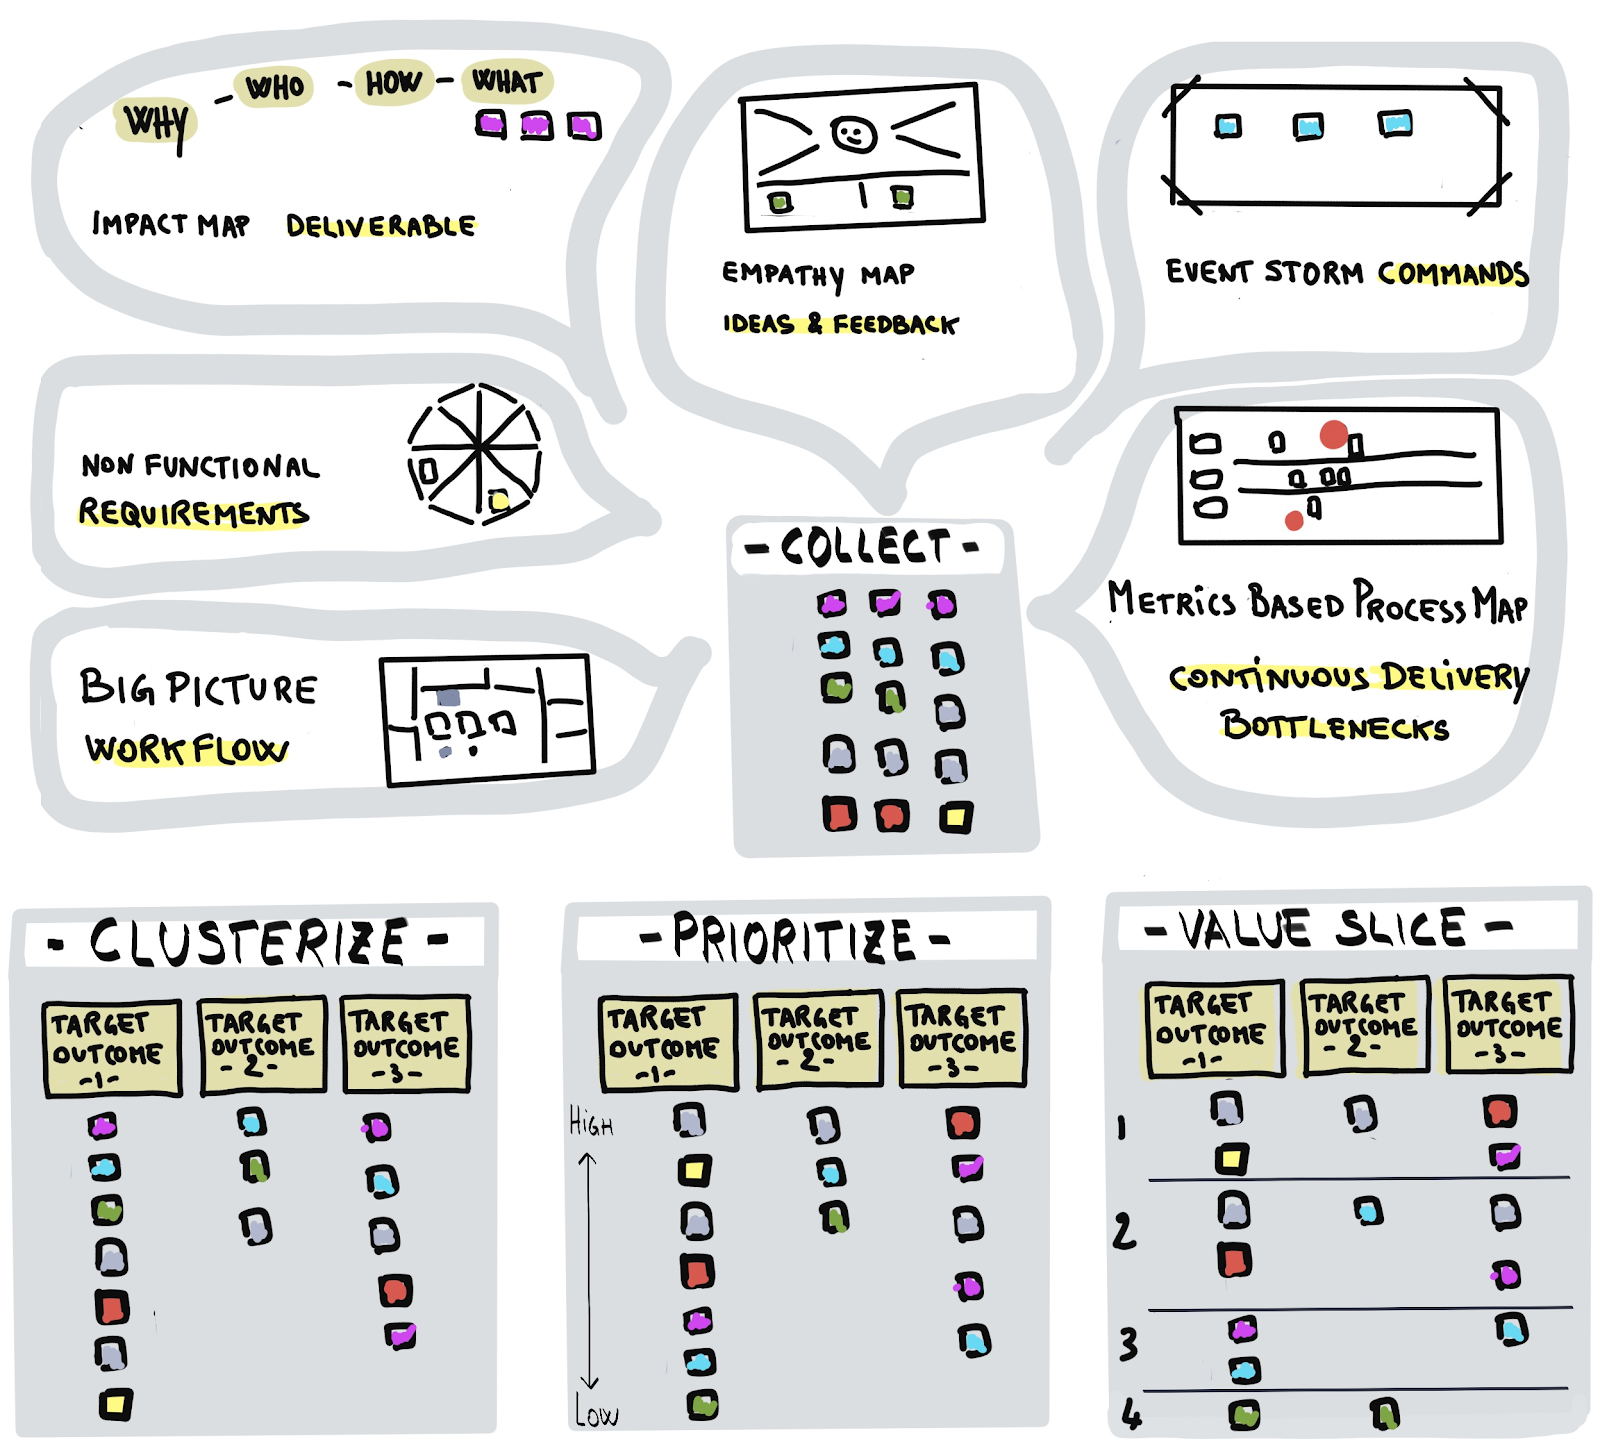 WHY - WHO - HOW - WHAT
IMPACT MAP DELIVERABLE
EMPATHY MAP
IDEAS & FEEDBACK
EVENT STORM COMMANDS
NON FUNCTIONAL
REQUIREMENTS
BIG PICTURE
WORKFLOW
METRICS BASED PROCESS MAP
CONTINUOUS DELIVERY
BOTTLENECKS
- COLLECT -
- CLUSTERIZE -
TARGET
OUTCOME
-1-
TARGET
OUTCOME
-2-
TARGET
OUTCOME
-3-
- PRIORITIZE -
TARGET
OUTCOME
-1-
TARGET
OUTCOME
-2-
TARGET
OUTCOME
-3-
HIGH
LOW
- VALUE SLICE -
TARGET
OUTCOME
-1-
TARGET
OUTCOME
-2-
TARGET
OUTCOME
-3-
1
2
3
4